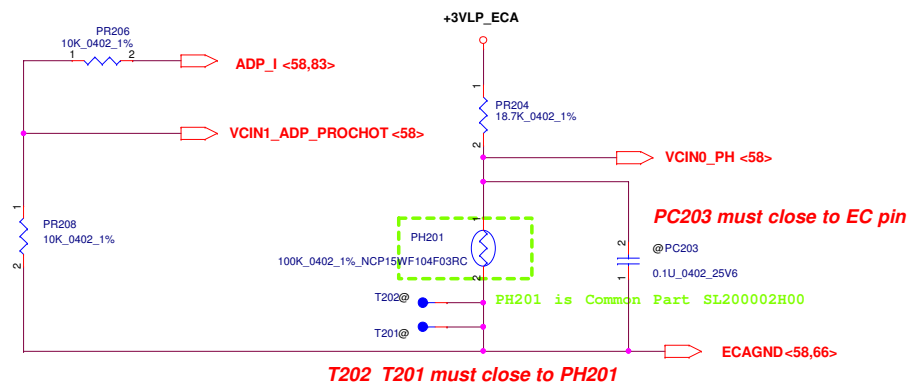 +3VLP_ECA
PR206
10K_0402_1%
1 2
ADP_I <58,83>
1
PR204
18.7K_0402_1%
2
VCIN1_ADP_PROCHOT<58>
VCIN0_PH <58>
1
PR208
10K_0402_1%
2
1
PH201
100K_0402_1%_NCP15WF104F03RC
2
PC203 must close to EC pin
2
@PC203
0.1U_0402_25V6
1
T202@
PH201 is Common Part SL200002H00
T201@
ECAGND<58,66>
T202 T201 must close to PH201